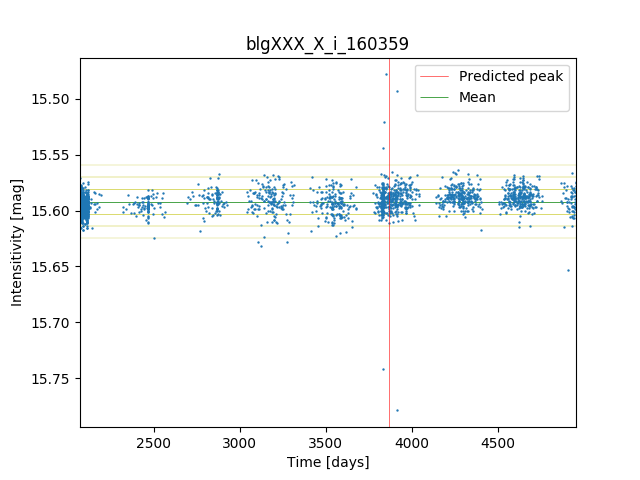 blgXXX_X_i_160359
Predicted peak
Mean
Intensitivity [mag]
15.50
15.55
15.60
15.65
15.70
15.75
2500
3000
3500
4000
4500
Time [days]